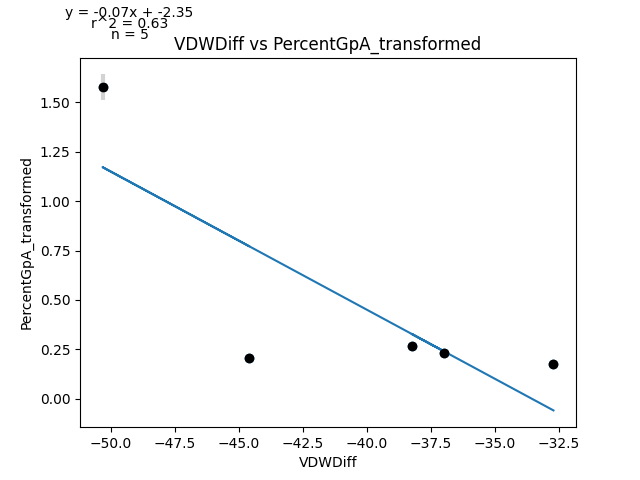 y = -0.07x + -2.35
r^2 = 0.63
n = 5
VDWDiff vs PercentGpA_transformed
PercentGpA_transformed
1.50
1.25
1.00
0.75
0.50
0.25
0.00
−50.0 −47.5 −45.0 −42.5 −40.0 −37.5 −35.0 −32.5
VDWDiff